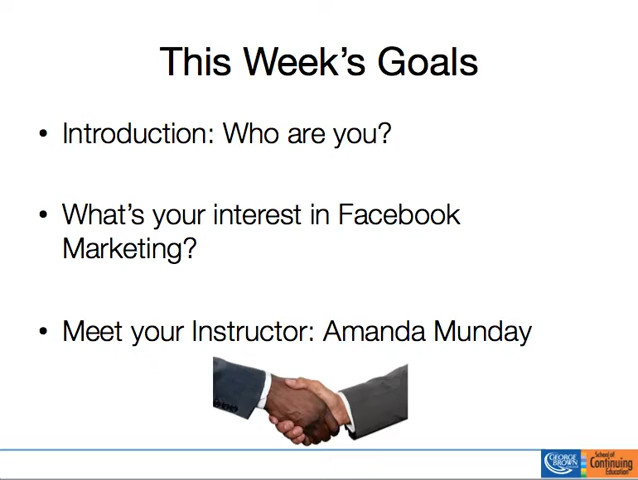 This Week's Goals
• Introduction: Who are you?
• What's your interest in Facebook
Marketing?
• Meet your Instructor: Amanda Munday
GEORGE
BROWN
School of
Continuing
Education